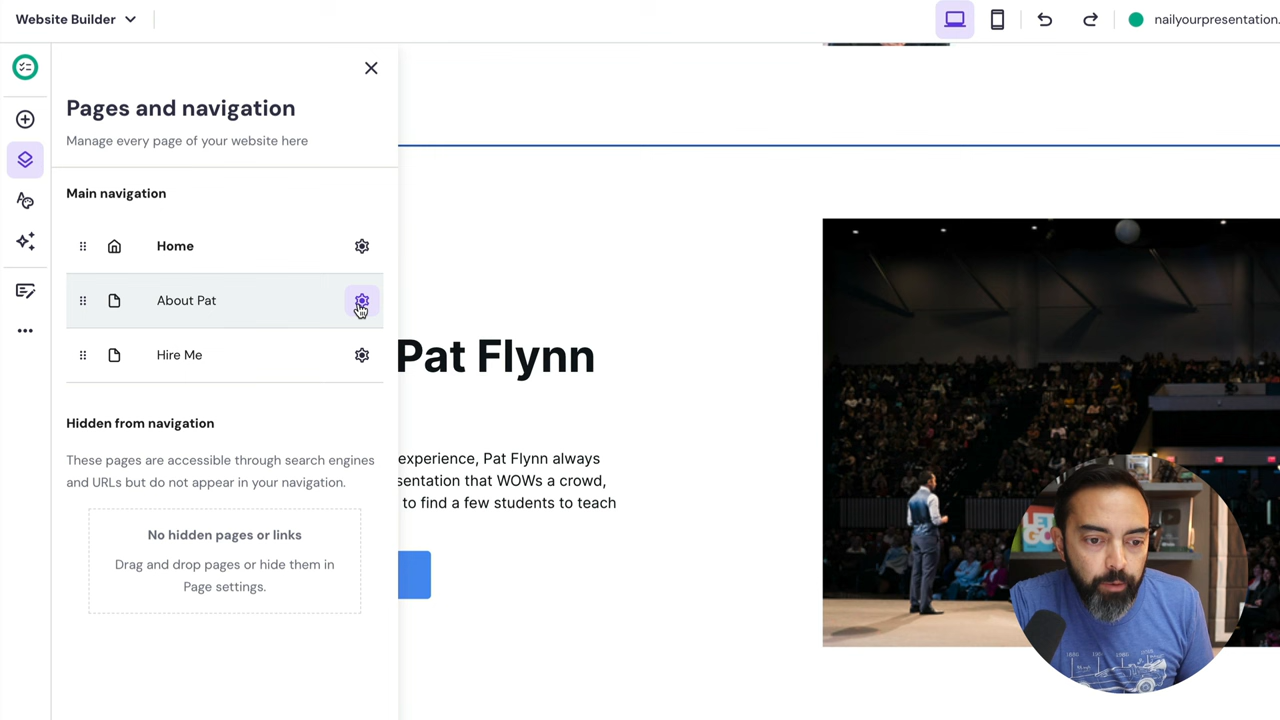 Website Builder
nailyourpresentation.
Pages and navigation
Manage every page of your website here
Main navigation
Home
About Pat
Hire Me
Hidden from navigation
These pages are accessible through search engines
and URLs but do not appear in your navigation.
No hidden pages or links
Drag and drop pages or hide them in
Page settings.
Pat Flynn
experience, Pat Flynn always
sentation that WOWs a crowd,
to find a few students to teach